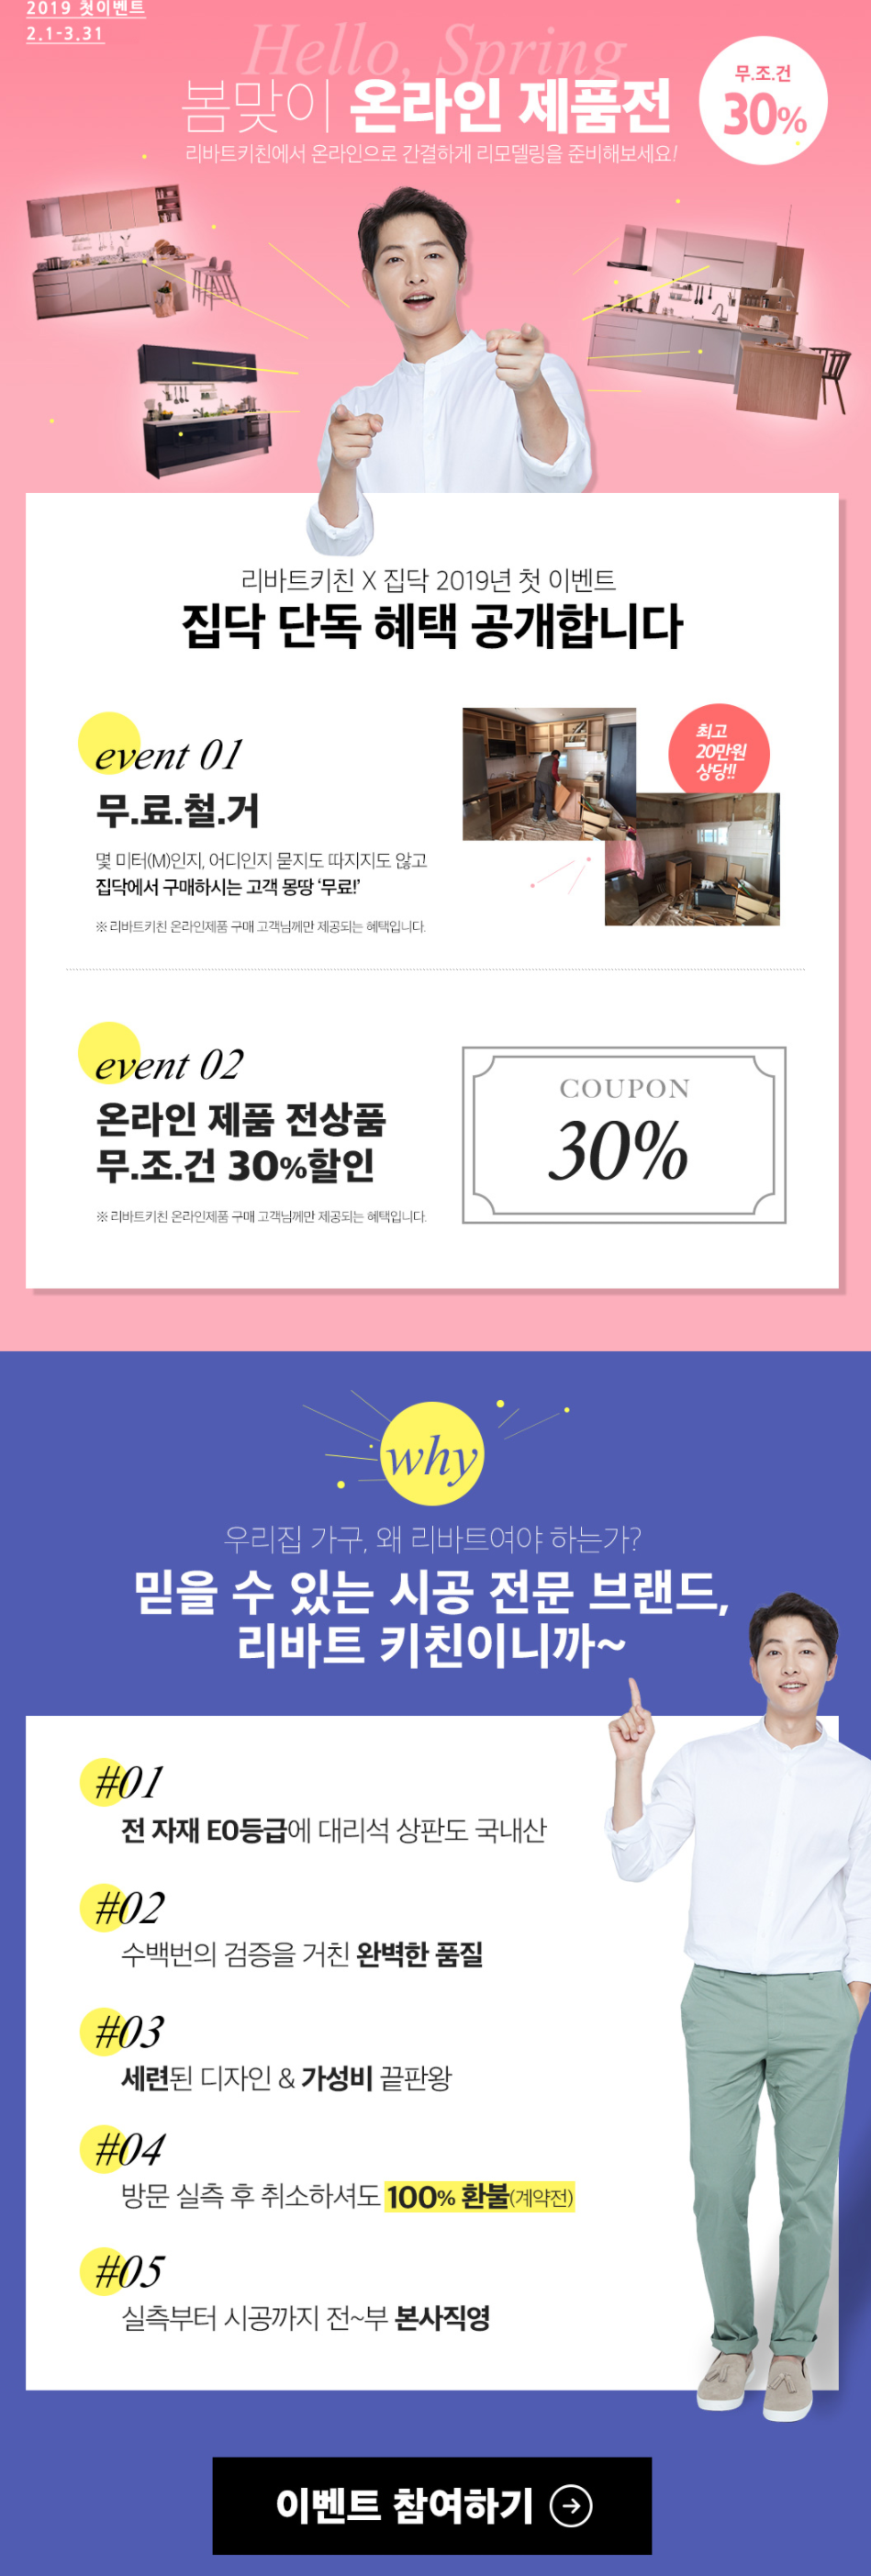 2019 첫이벤트
2.1-3.31
Hello, Spring
봄맞이 온라인 제품전
리바트키친에서 온라인으로 간결하게 리모델링을 준비해보세요!
무.조.건
30%
리바트키친 X 집닥 2019년 첫 이벤트
집닥 단독 혜택 공개합니다
event 01
무.료.철.거
몇 미터(M)인지, 어디인지 묻지도 따지지도 않고
집닥에서 구매하시는 고객 몽땅 '무료!'
※ 리바트키친 온라인제품 구매 고객님께만 제공되는 혜택입니다.
최고
20만원
상당!!
event 02
온라인 제품 전상품
무.조.건 30%할인
※ 리바트키친 온라인제품 구매 고객님께만 제공되는 혜택입니다.
COUPON
30%
why
우리집 가구, 왜 리바트여야 하는가?
믿을 수 있는 시공 전문 브랜드,
리바트 키친이니까~
#01
전 자재 E0등급에 대리석 상판도 국내산
#02
수백번의 검증을 거친 완벽한 품질
#03
세련된 디자인 & 가성비 끝판왕
#04
방문 실측 후 취소하셔도 100% 환불(계약전)
#05
실측부터 시공까지 전~부 본사직영
이벤트 참여하기